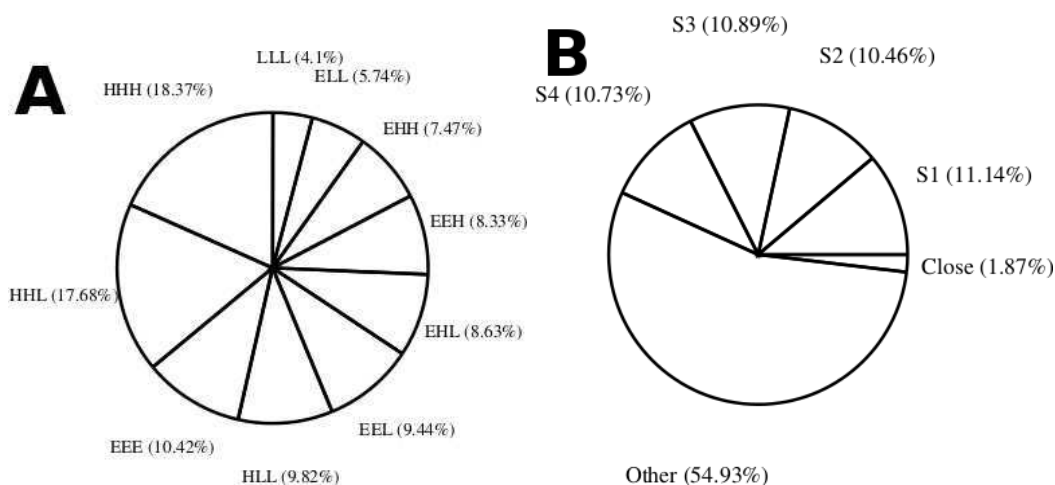 A
LLL (4.1%)
ELL (5.74%)
HHH (18.37%)
EHH (7.47%)
EEH (8.33%)
HHL (17.68%)
EHL (8.63%)
EEL (9.44%)
EEE (10.42%)
HLL (9.82%)
B
S3 (10.89%)
S2 (10.46%)
S4 (10.73%)
S1 (11.14%)
Close (1.87%)
Other (54.93%)